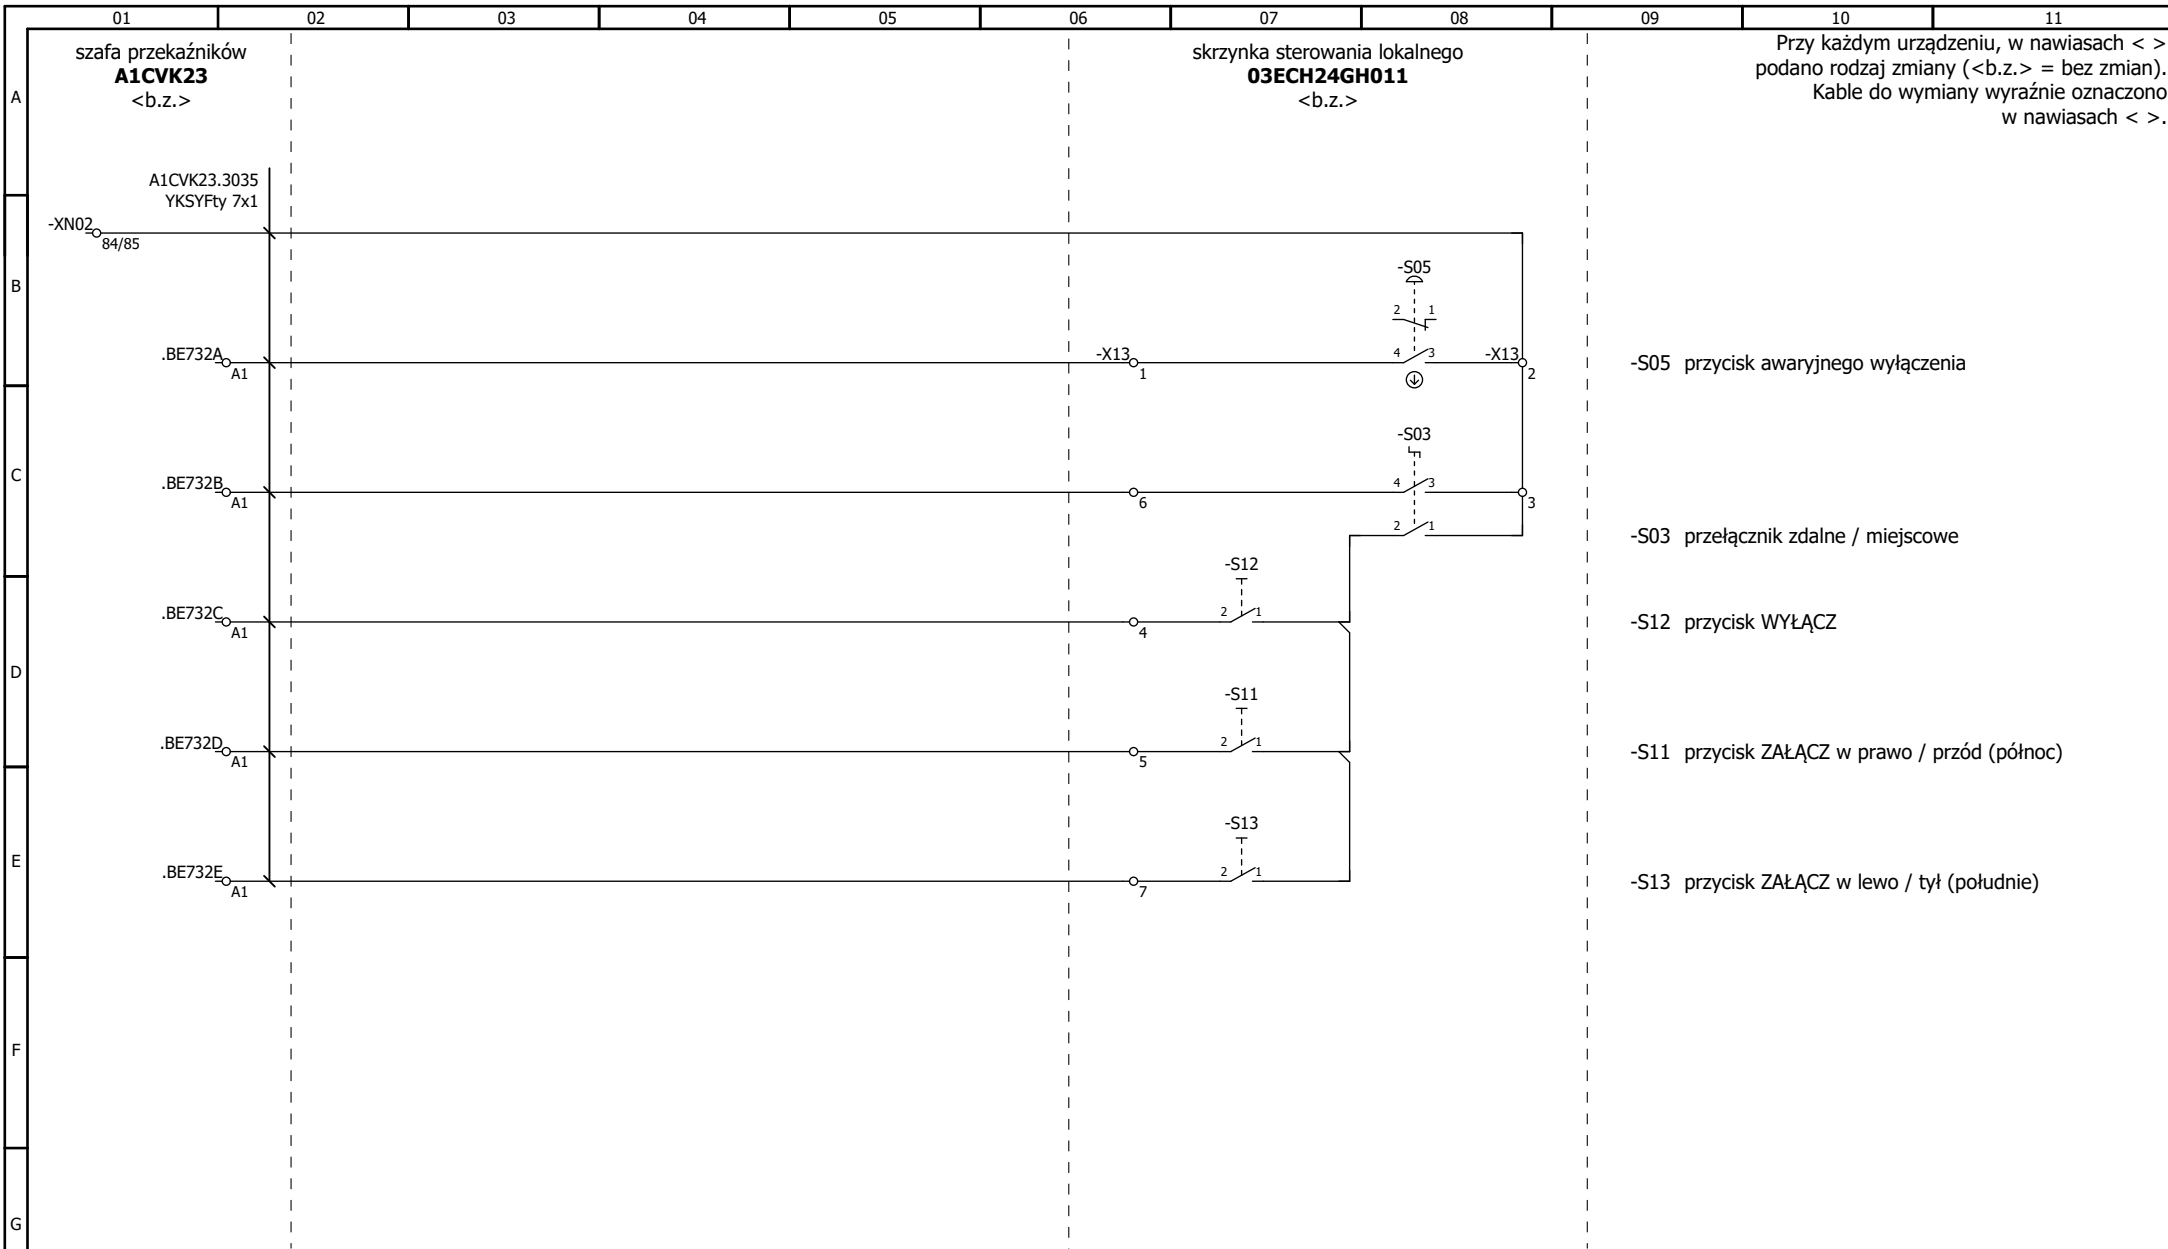 01 02 03 04 05 06 07 08 09 10 11
A
szafa przekaźników
A1CVK23
<b.z.>
skrzynka sterowania lokalnego
03ECH24GH011
<b.z.>
Przy każdym urządzeniu, w nawiasach < >
podano rodzaj zmiany (<b.z.> = bez zmian).
Kable do wymiany wyraźnie oznaczono
w nawiasach < >.
A1CVK23.3035
YKSYFty 7x1
-XN02
84/85
B
-S05
2 1
.BE732A
A1
-X13
1
4 3
-X13
2
-S05 przycisk awaryjnego wyłączenia
C
-S03
.BE732B
A1
6
4 3
3
2 1
-S03 przełącznik zdalne / miejscowe
-S12
.BE732C
A1
4
2 1
-S12 przycisk WYŁĄCZ
D
-S11
.BE732D
A1
5
2 1
-S11 przycisk ZAŁĄCZ w prawo / przód (północ)
E
-S13
.BE732E
A1
7
2 1
-S13 przycisk ZAŁĄCZ w lewo / tył (południe)
F
G